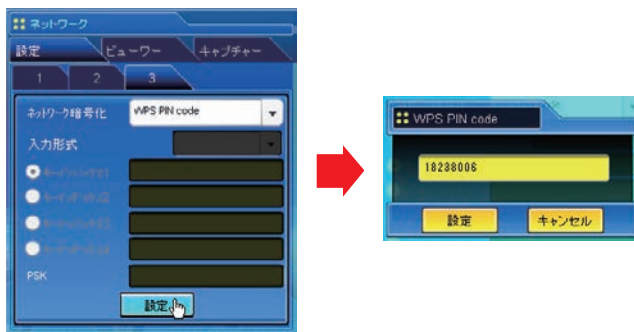 ネットワーク
設定 ビューワー キャプチャー
1 2 3
ネットワーク暗号化 WPS PIN code
入力形式
PSK
設定
WPS PIN code
18238006
設定 キャンセル